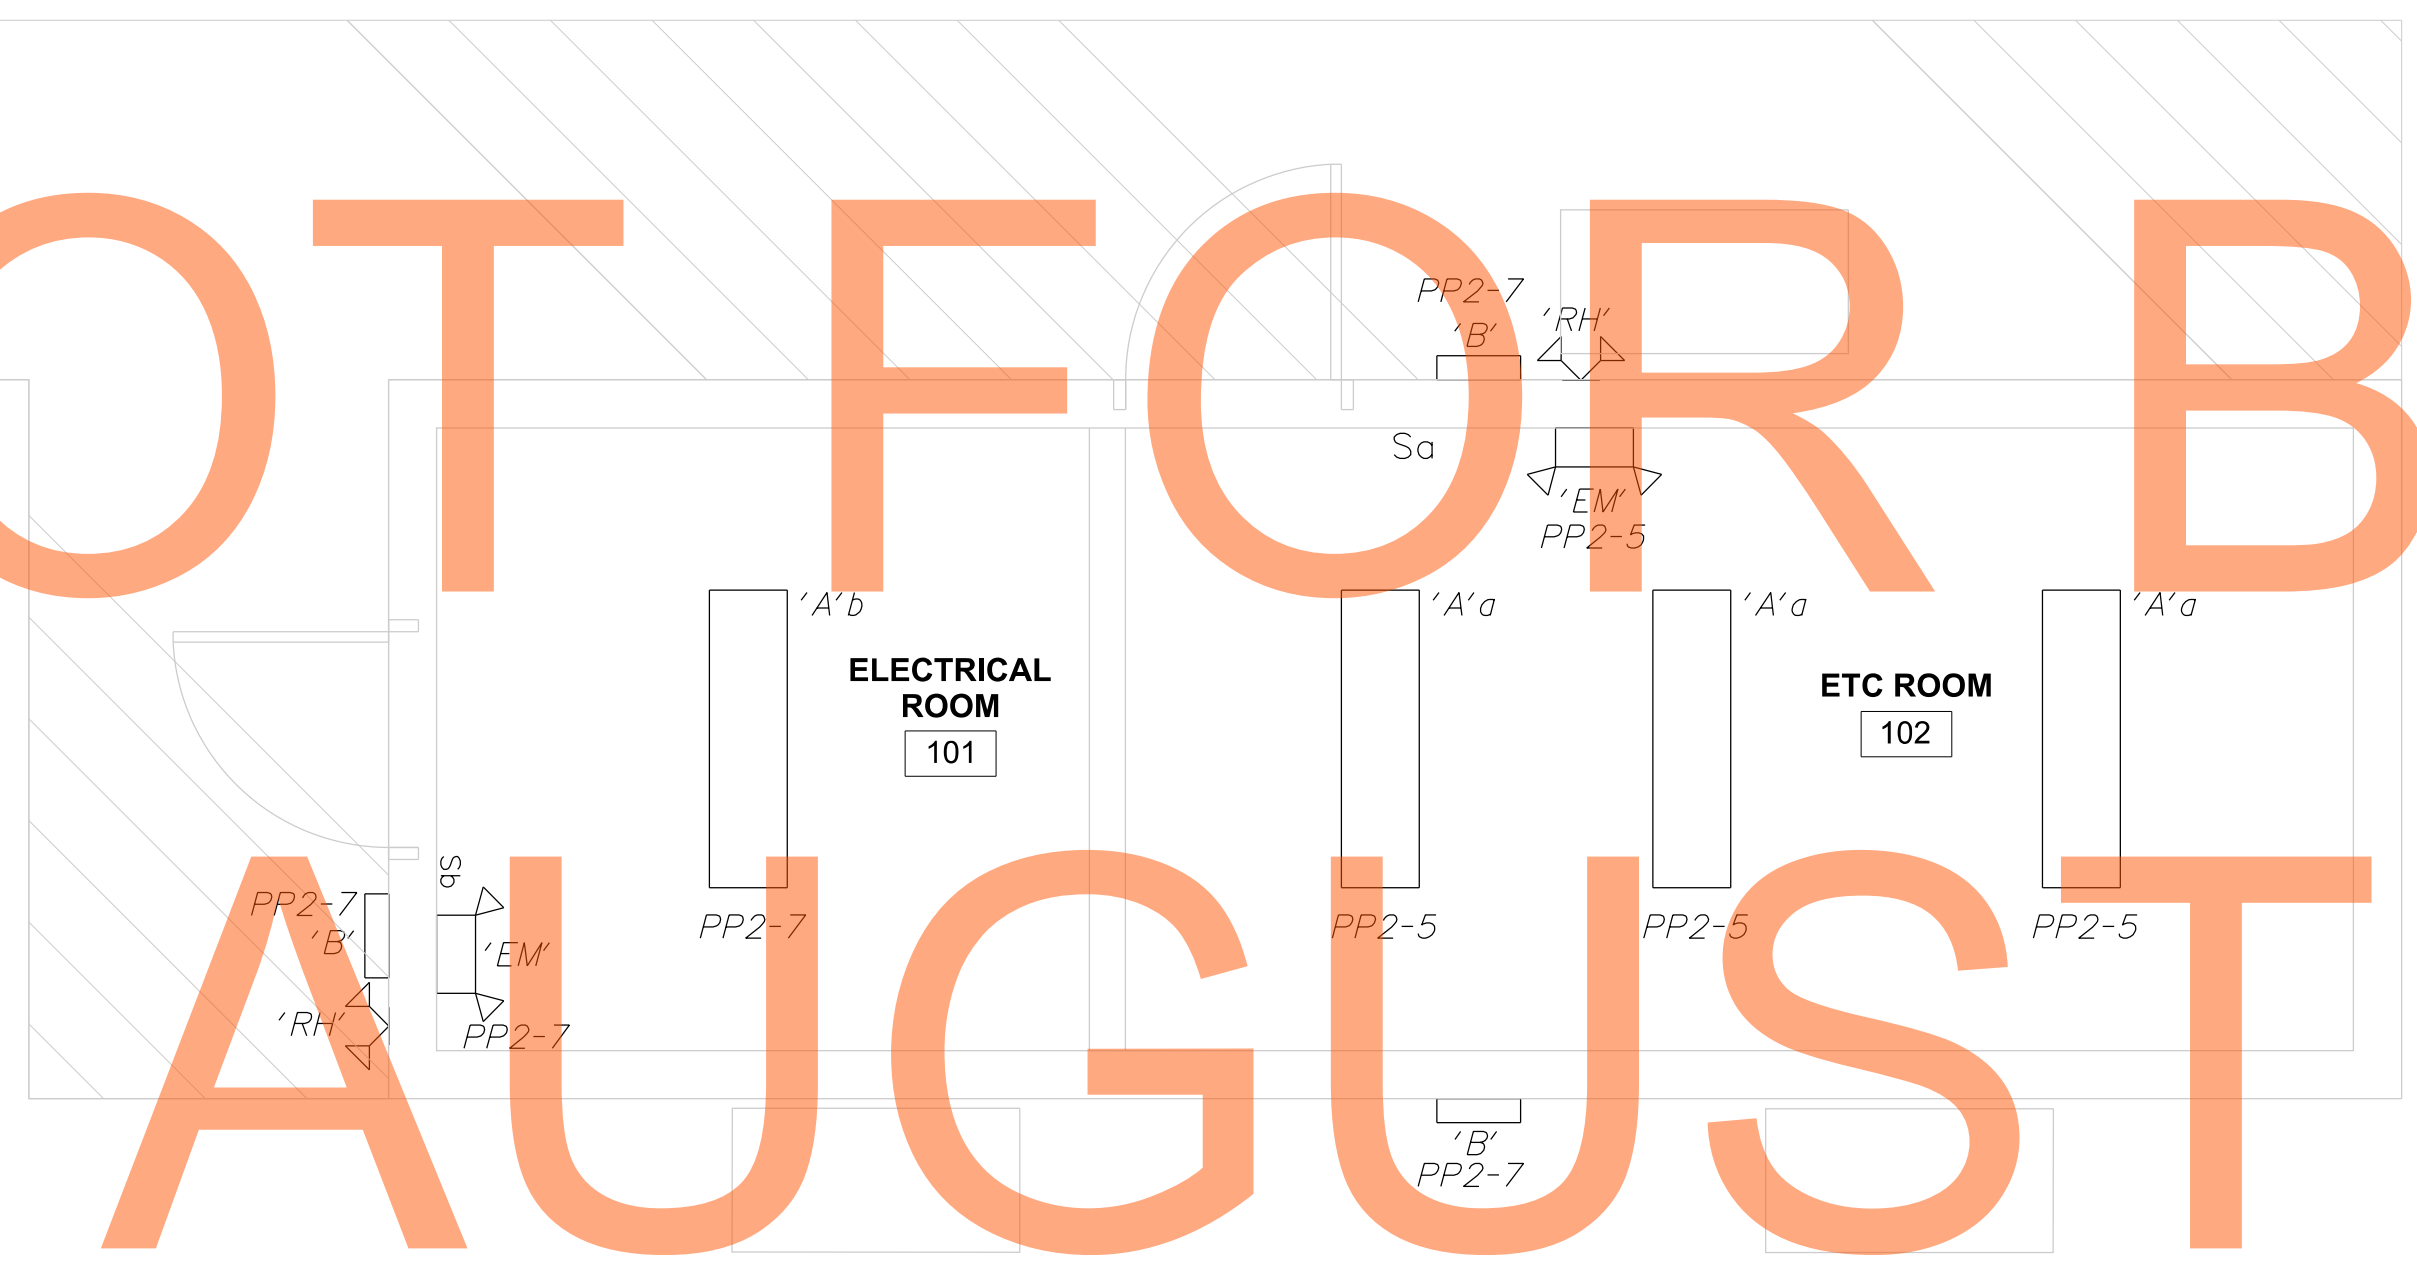 OT FOR B
PP2-7
'B'
'RH'
Sa
'EM'
PP2-5
'A'b
'A'a
'A'a
'A'a
ELECTRICAL
ROOM
101
ETC ROOM
102
Sb
PP2-7
'B'
'RH'
'EM'
PP2-7
PP2-7
PP2-5
PP2-5
PP2-5
AUGUST
'B'
PP2-7